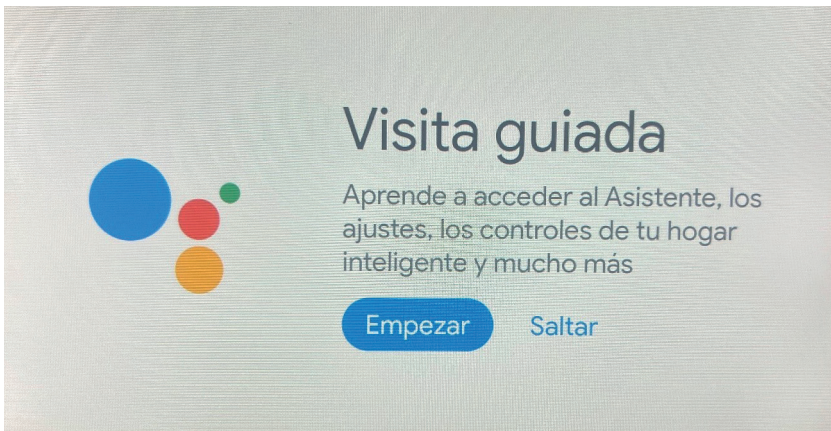 Visita guiada
Aprende a acceder al Asistente, los
ajustes, los controles de tu hogar
inteligente y mucho más
Empezar
Saltar